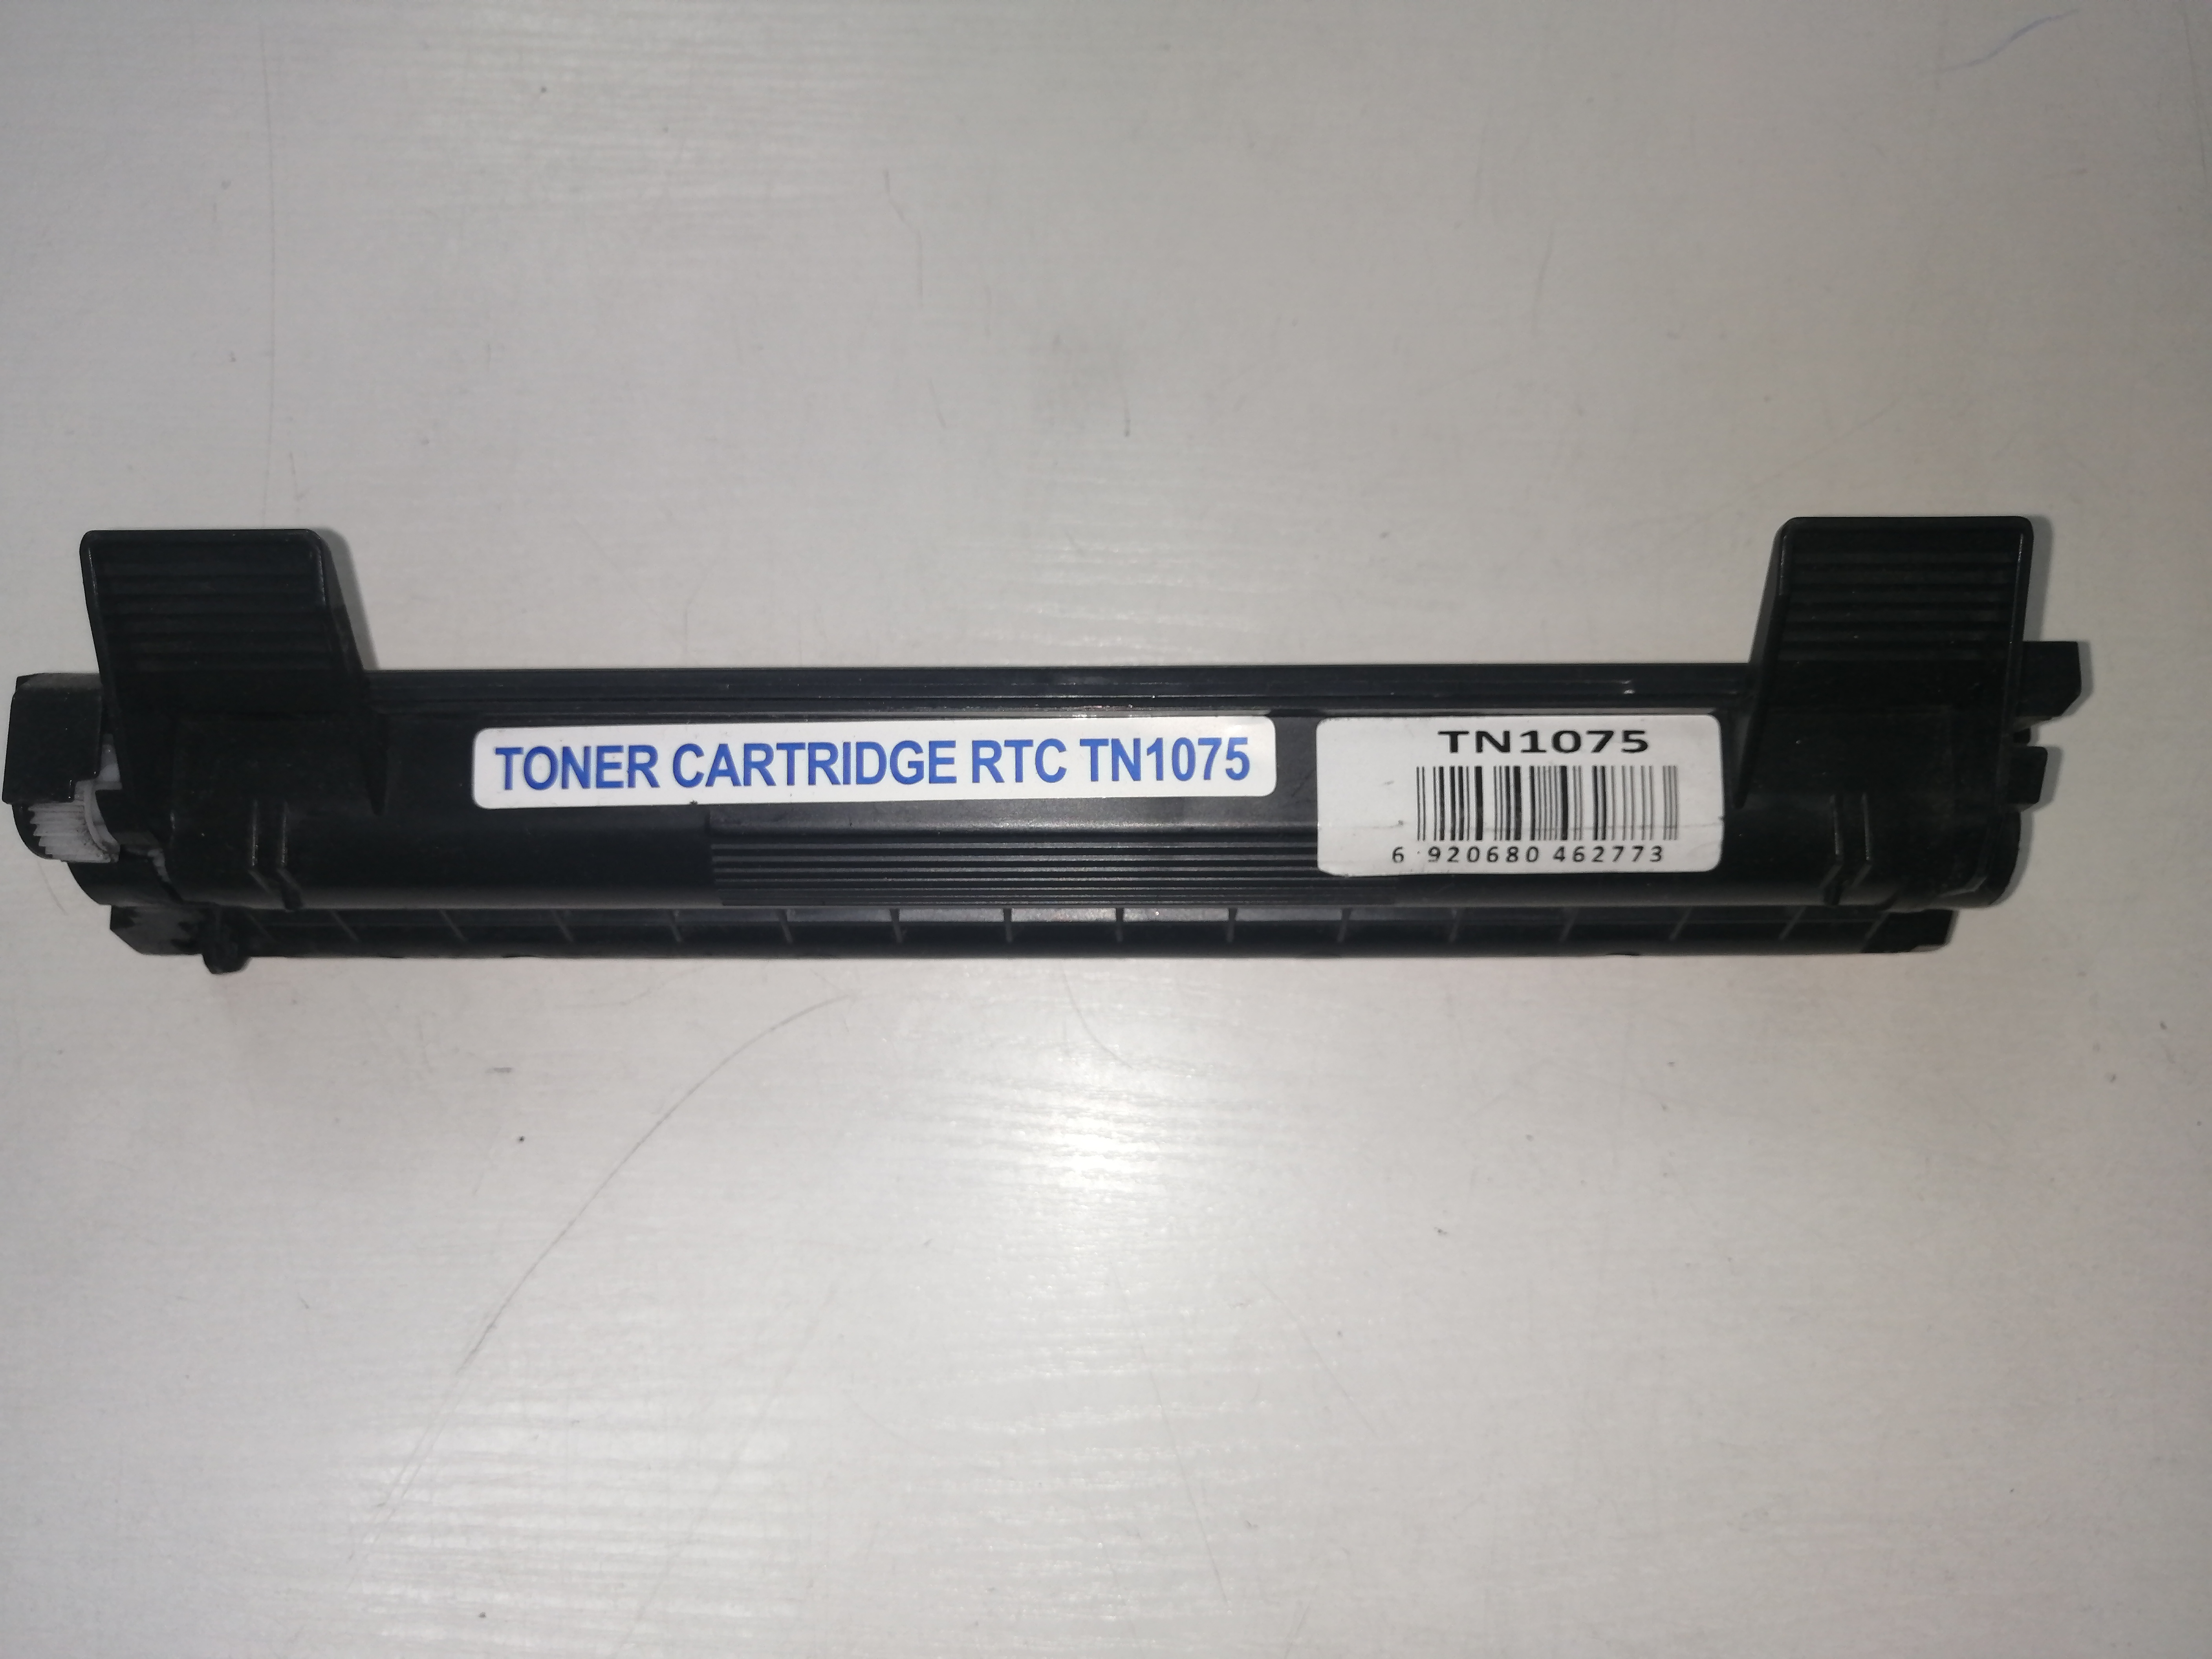 TONER CARTRIDGE RTC TN1075
TN1075
6 920680 462773